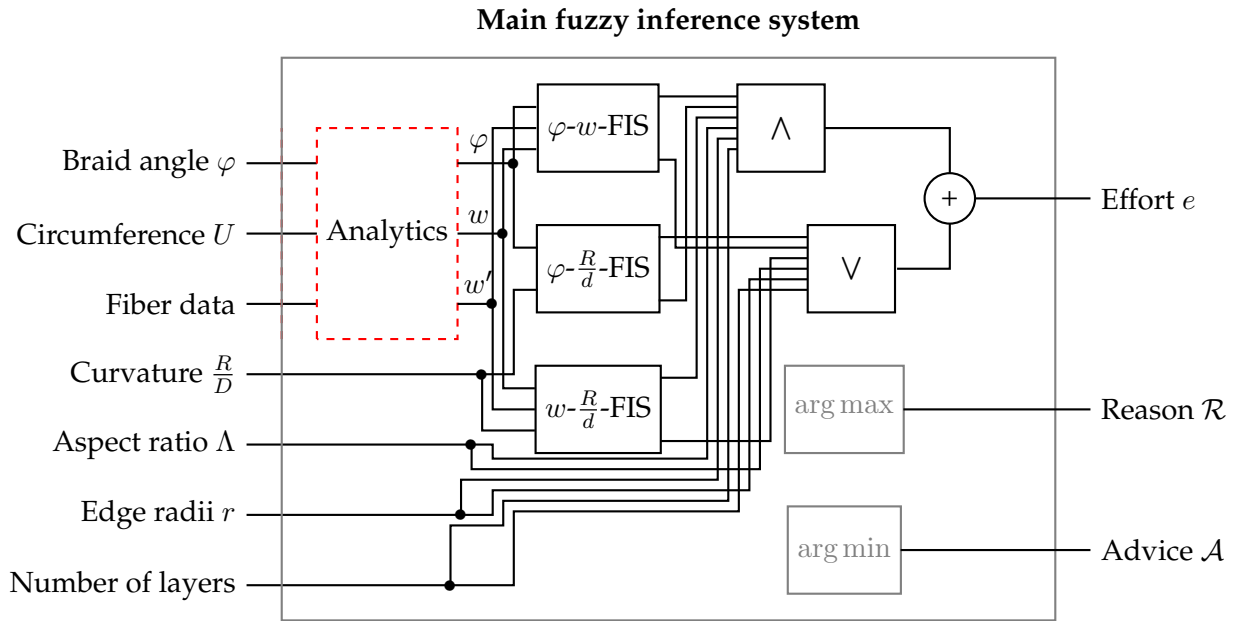 Main fuzzy inference system
Braid angle φ
Circumference U
Fiber data
Curvature R/D
Aspect ratio Λ
Edge radii r
Number of layers
Analytics
φ
w
w′
φ-w-FIS
φ-R/d-FIS
w-R/d-FIS
∧
∨
+
arg max
arg min
Effort e
Reason ℛ
Advice 𝒜